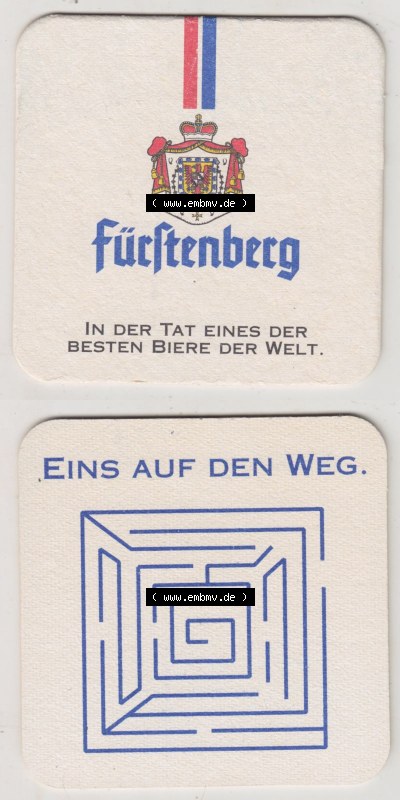 ( www.embmv.de )
Fürstenberg
IN DER TAT EINES DER
BESTEN BIERE DER WELT.
EINS AUF DEN WEG.
( www.embmv.de )